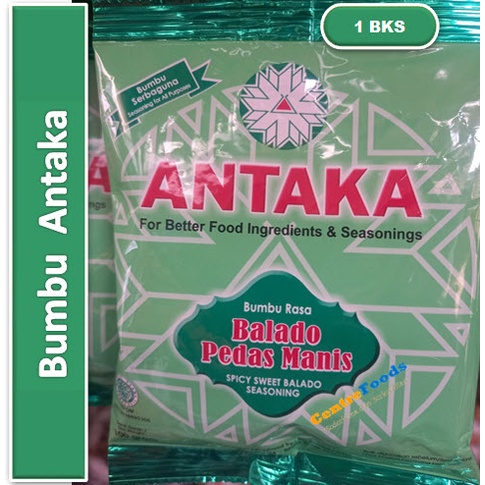 1 BKS
Bumbu Antaka
Bumbu
Serbaguna
Seasoning for All Purposes
ANTAKA
For Better Food Ingredients & Seasonings
Bumbu Rasa
Balado
Pedas Manis
SPICY SWEET BALADO
SEASONING
CentroFoods